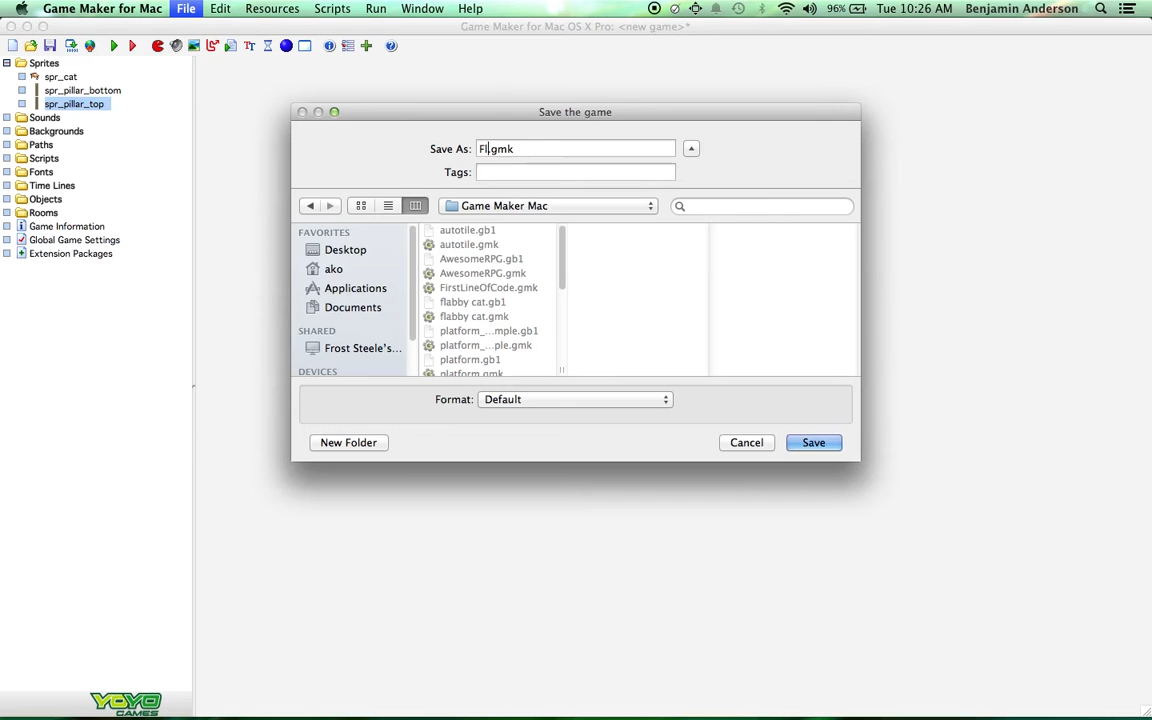 Game Maker for Mac File Edit Resources Scripts Run Window Help 96% Tue 10:26 AM Benjamin Anderson
Game Maker for Mac OS X Pro: <new game>*
Sprites
spr_cat
spr_pillar_bottom
spr_pillar_top
Sounds
Backgrounds
Paths
Scripts
Fonts
Time Lines
Objects
Rooms
Game Information
Global Game Settings
Extension Packages
Save the game
Save As: Fl.gmk
Tags:
Game Maker Mac
FAVORITES
Desktop
ako
Applications
Documents
SHARED
Frost Steele's...
DEVICES
autotile.gb1
autotile.gmk
AwesomeRPG.gb1
AwesomeRPG.gmk
FirstLineOfCode.gmk
flabby cat.gb1
flabby cat.gmk
platform_...mple.gb1
platform_...ple.gmk
platform.gb1
platform.gmk
Format: Default
New Folder Cancel Save
YOYO
GAMES